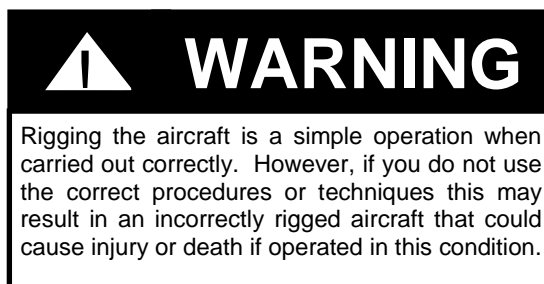 WARNING
Rigging the aircraft is a simple operation when
carried out correctly.  However, if you do not use
the correct procedures or techniques this may
result in an incorrectly rigged aircraft that could
cause injury or death if operated in this condition.